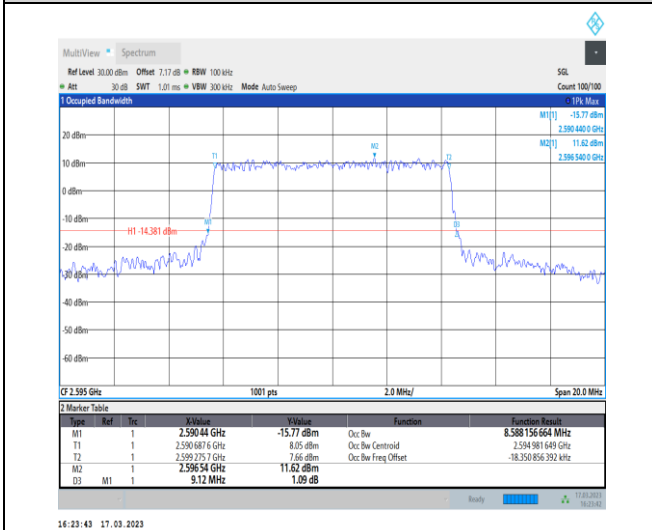 MultiView Spectrum
Ref Level 30.00 dBm Offset 7.17 dB RBW 100 kHz SGL
Att 30 dB SWT 1.01 ms VBW 300 kHz Mode Auto Sweep Count 100/100
1 Occupied Bandwidth 1Pk Max
M1[1] -15.77 dBm
2.590 440 0 GHz
M2[1] 11.62 dBm
2.596 540 0 GHz
20 dBm
T1 M2 T2
10 dBm
0 dBm
-10 dBm
M1 D3
H1 -14.381 dBm
-20 dBm
-30 dBm
-40 dBm
-50 dBm
-60 dBm
CF 2.595 GHz 1001 pts 2.0 MHz/ Span 20.0 MHz
2 Marker Table
Type Ref Trc X-Value Y-Value Function Function Result
M1 1 2.590 44 GHz -15.77 dBm Occ Bw 8.588 156 664 MHz
T1 1 2.590 687 6 GHz 8.05 dBm Occ Bw Centroid 2.594 981 649 GHz
T2 1 2.599 275 7 GHz 7.66 dBm Occ Bw Freq Offset -18.350 856 392 kHz
M2 1 2.596 54 GHz 11.62 dBm
D3 M1 1 9.12 MHz 1.09 dB
Ready 17.03.2023
16:23:42
16:23:43 17.03.2023